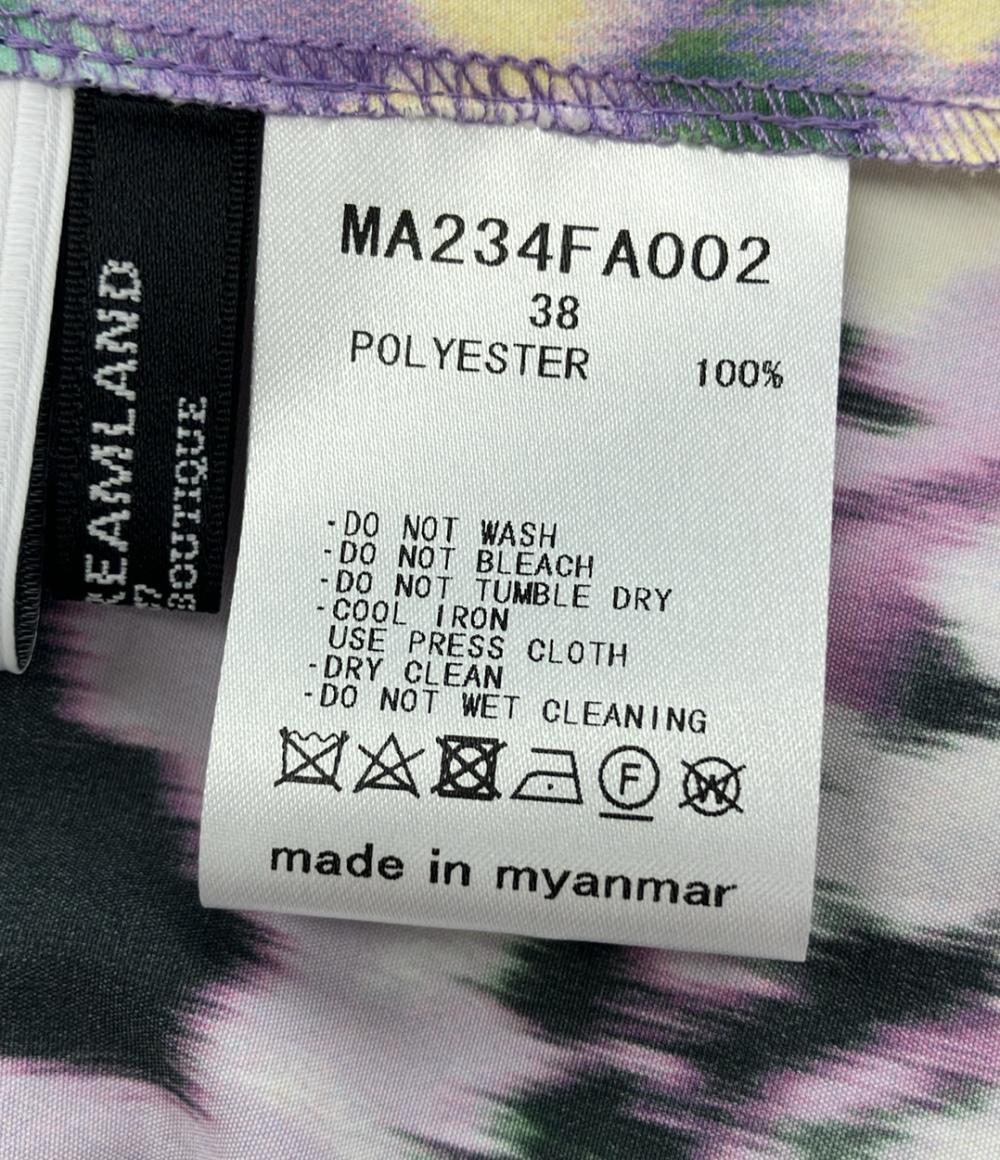 MA234FA002
38
POLYESTER 100%
-DO NOT WASH
-DO NOT BLEACH
-DO NOT TUMBLE DRY
-COOL IRON
USE PRESS CLOTH
-DRY CLEAN
-DO NOT WET CLEANING
F W
made in myanmar
EAMLAND
BOUTIQUE